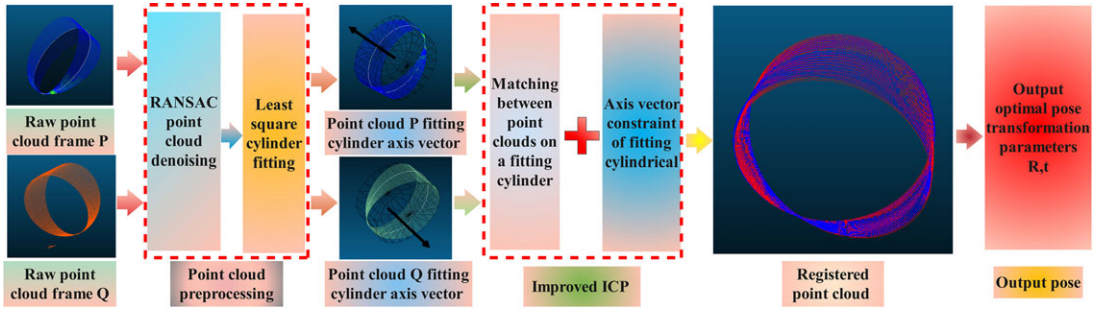 Raw point
cloud frame P
Raw point
cloud frame Q
RANSAC
point
cloud
denoising
Least
square
cylinder
fitting
Point cloud
preprocessing
Point cloud P fitting
cylinder axis vector
Point cloud Q fitting
cylinder axis vector
Matching
between
point
clouds on
a fitting
cylinder
Axis vector
constraint
of fitting
cylindrical
Improved ICP
Registered
point cloud
Output
optimal pose
transformation
parameters
R,t
Output pose